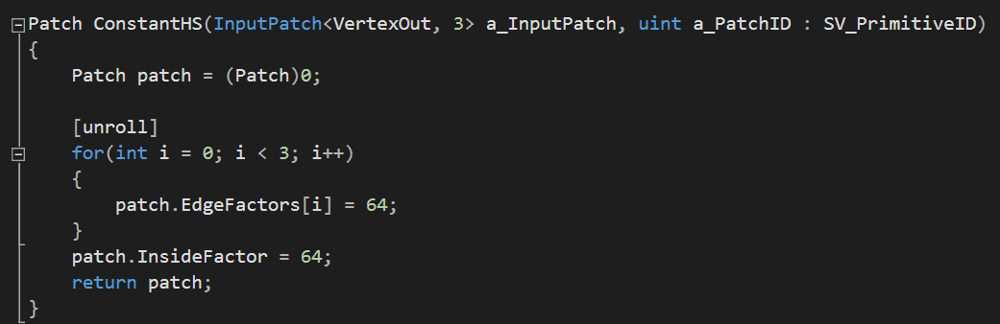 Patch ConstantHS(InputPatch<VertexOut, 3> a_InputPatch, uint a_PatchID : SV_PrimitiveID)
{
    Patch patch = (Patch)0;

    [unroll]
    for(int i = 0; i < 3; i++)
    {
        patch.EdgeFactors[i] = 64;
    }
    patch.InsideFactor = 64;
    return patch;
}